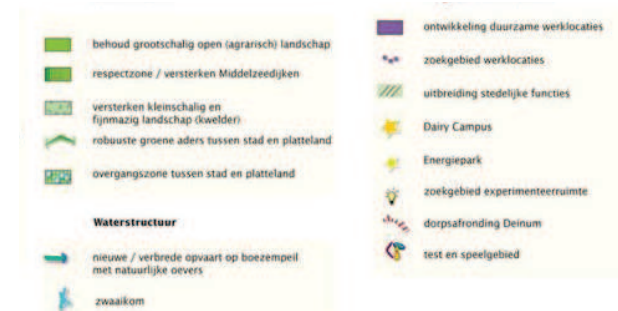 behoud grootschalig open (agrarisch) landschap
respectzone / versterken Middelzeedijken
versterken kleinschalig en
fijnmazig landschap (kwelder)
robuuste groene aders tussen stad en platteland
overgangszone tussen stad en platteland
Waterstructuur
nieuwe / verbrede opvaart op boezempeil
met natuurlijke oevers
zwaaikom
ontwikkeling duurzame werklocaties
zoekgebied werklocaties
uitbreiding stedelijke functies
Dairy Campus
Energiepark
zoekgebied experimenteerruimte
dorpsafronding Deinum
test en speelgebied